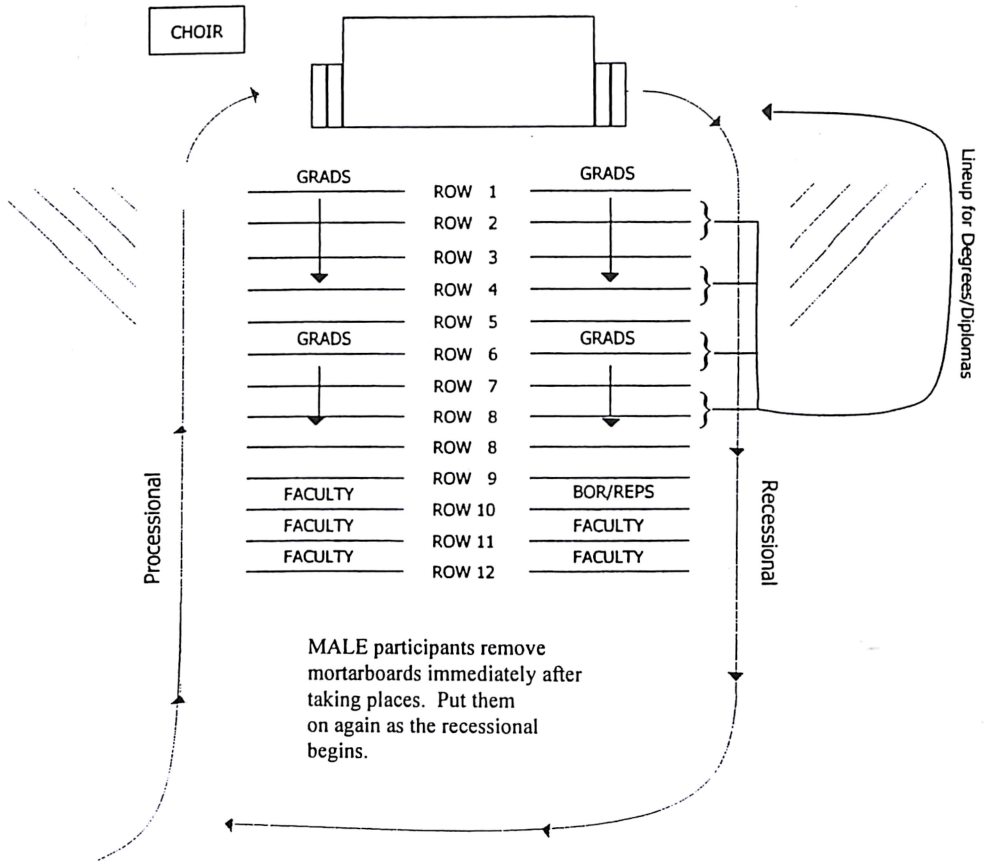 CHOIR
GRADS GRADS
ROW 1
ROW 2
ROW 3
ROW 4
ROW 5
GRADS GRADS
ROW 6
ROW 7
ROW 8
ROW 8
ROW 9
FACULTY BOR/REPS
ROW 10
FACULTY FACULTY
ROW 11
FACULTY FACULTY
ROW 12
Processional
Recessional
Lineup for Degrees/Diplomas
MALE participants remove
mortarboards immediately after
taking places. Put them
on again as the recessional
begins.